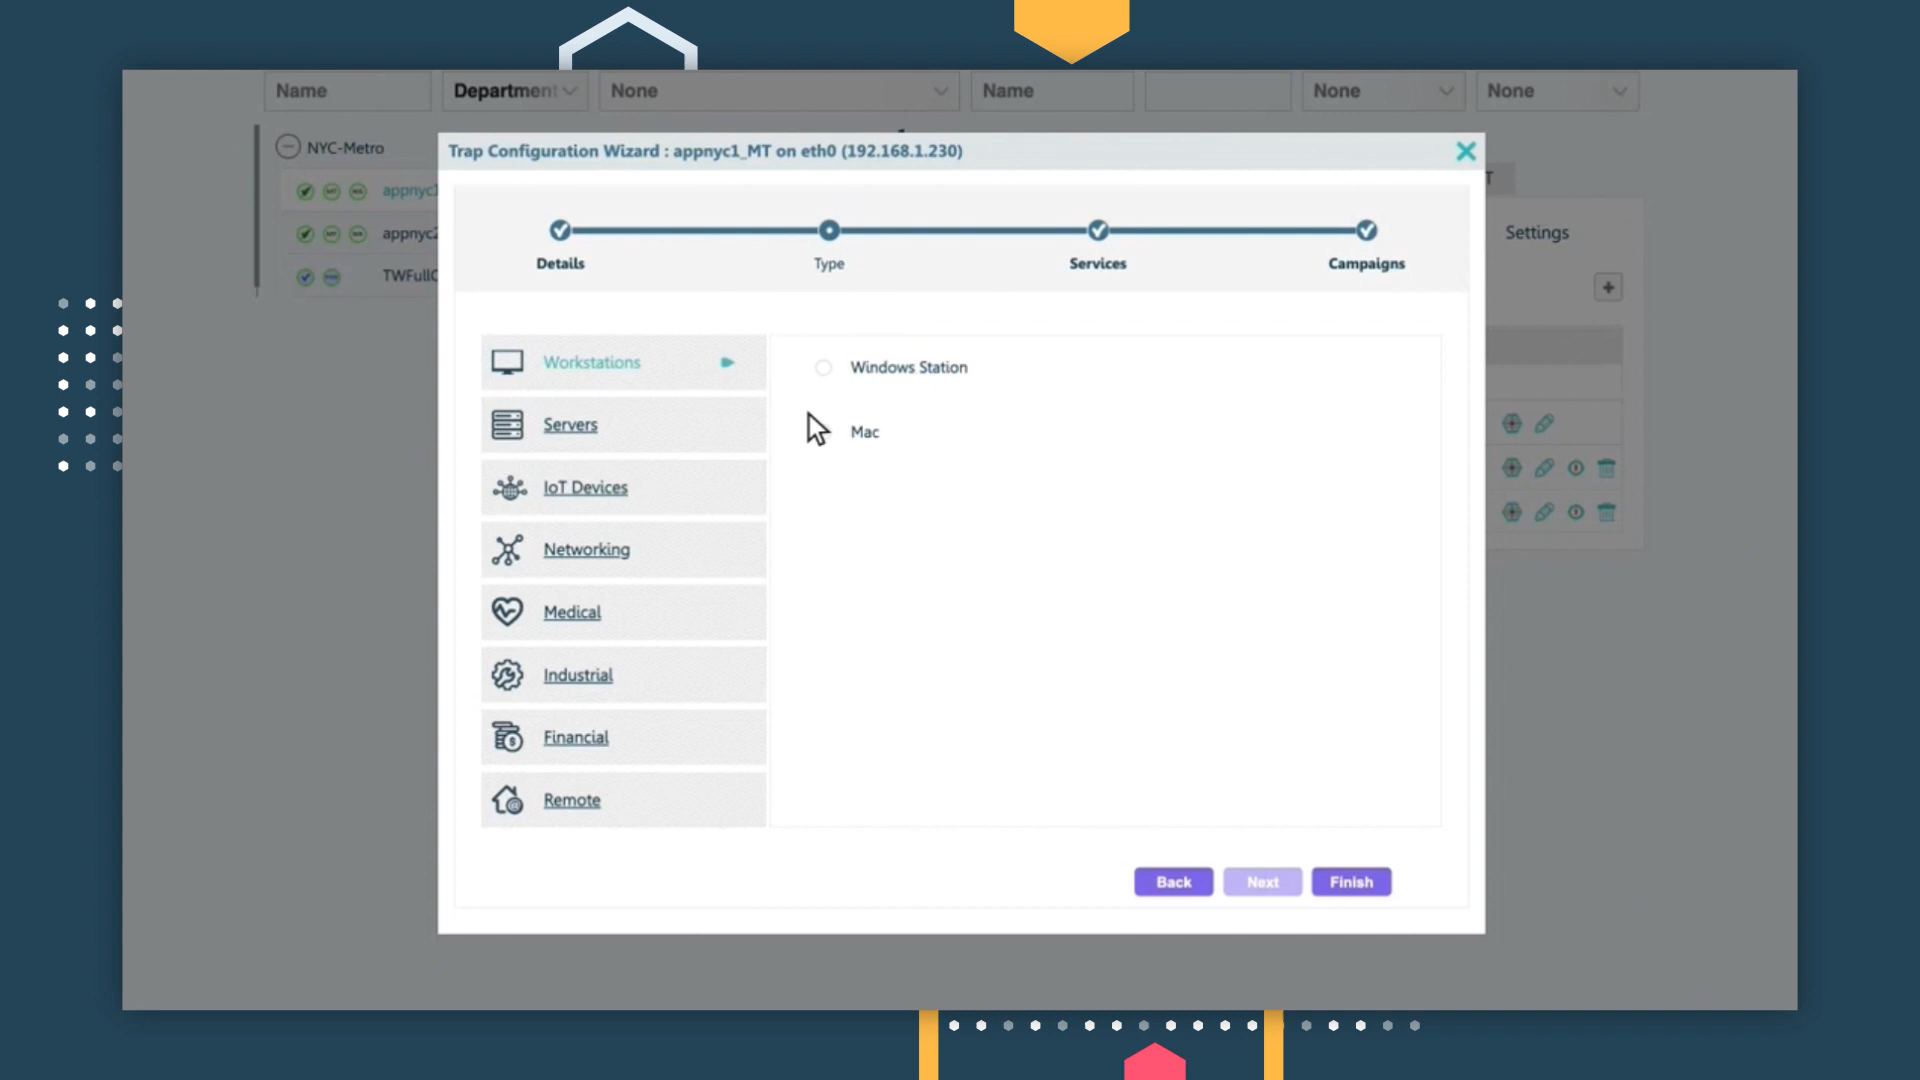 Name
Department
None
Name
None
None
NYC-Metro
Trap Configuration Wizard : appnyc1_MT on eth0 (192.168.1.230)
appnyc1
appnyc2
TWFullO
T
Settings
Details
Type
Services
Campaigns
Workstations
Servers
IoT Devices
Networking
Medical
Industrial
Financial
Remote
Windows Station
Mac
Back
Next
Finish